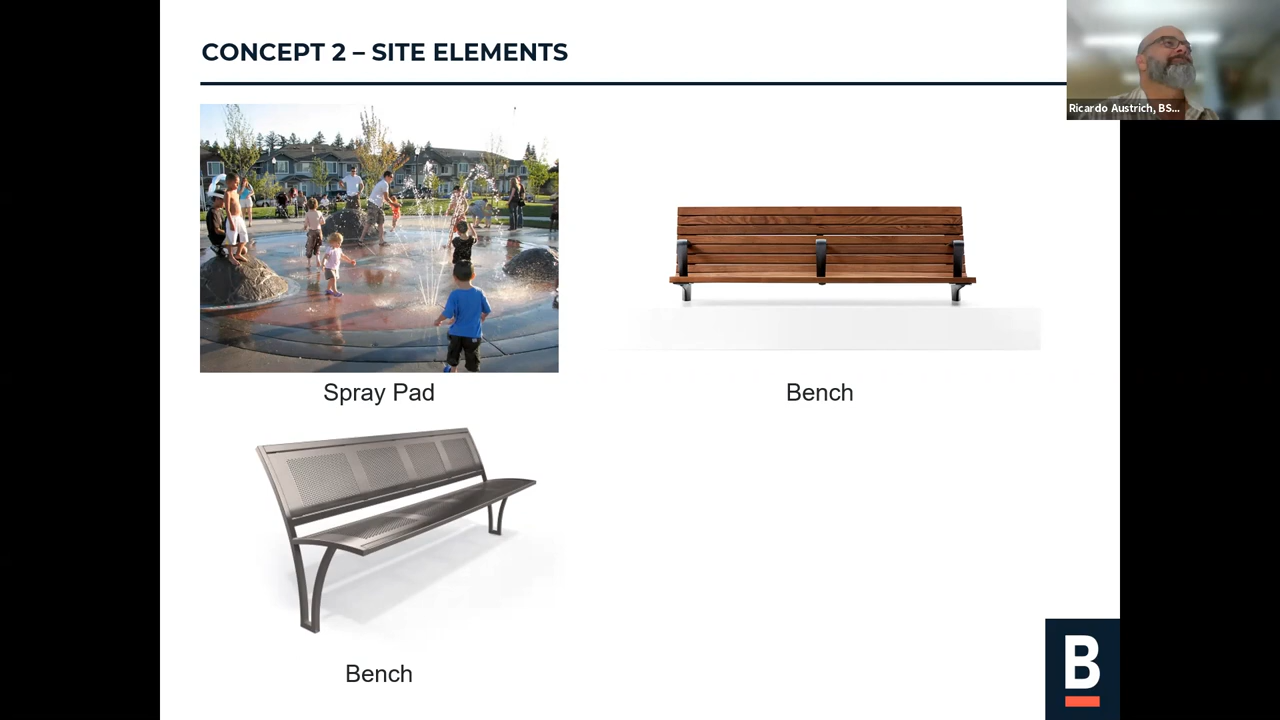 CONCEPT 2 – SITE ELEMENTS
Ricardo Austrich, BS...
Spray Pad
Bench
Bench
B